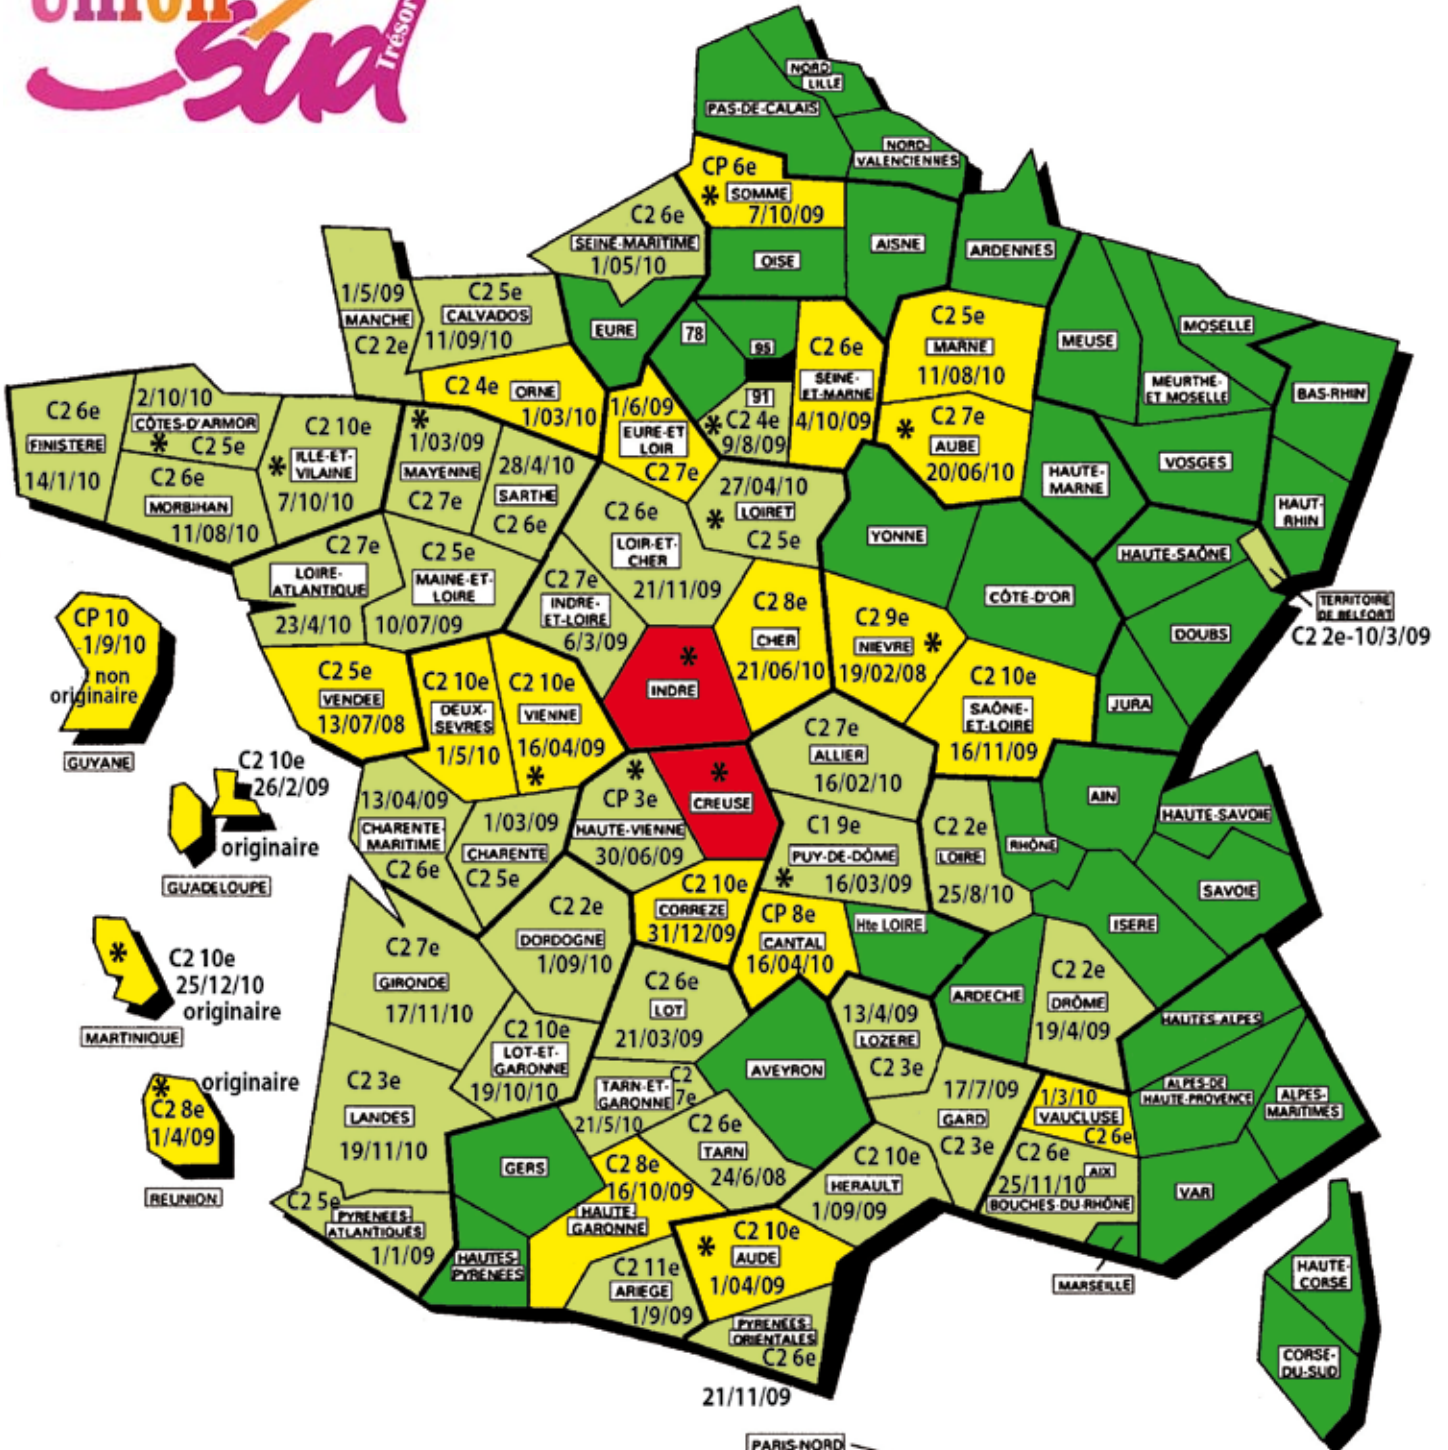 Union
Sud
Trésor
NORD
LILLE
PAS-DE-CALAIS
NORD-
VALENCIENNES
CP 6e
* SOMME
7/10/09
C2 6e
SEINE-MARITIME
1/05/10
OISE
AISNE
ARDENNES
1/5/09
MANCHE
C2 2e
C2 5e
CALVADOS
11/09/10
EURE
78
95
C2 6e
SEINE-
ET-MARNE
4/10/09
C2 5e
MARNE
11/08/10
MEUSE
MOSELLE
MEURTHE-
ET MOSELLE
BAS-RHIN
C2 4e
ORNE
1/03/10
1/6/09
EURE-ET
LOIR
C2 7e
91
* C2 4e
9/8/09
C2 7e
* AUBE
20/06/10
HAUTE-
MARNE
VOSGES
HAUT-
RHIN
C2 6e
FINISTERE
14/1/10
2/10/10
CÔTES-D'ARMOR
* C2 5e
C2 6e
MORBIHAN
11/08/10
C2 10e
* ILLE-ET-
VILAINE
7/10/10
*
1/03/09
MAYENNE
C2 7e
28/4/10
SARTHE
C2 6e
C2 6e
LOIR-ET-
CHER
21/11/09
27/04/10
* LOIRET
C2 5e
YONNE
CÔTE-D'OR
HAUTE-SAÔNE
TERRITOIRE
DE BELFORT
C2 2e-10/3/09
DOUBS
JURA
C2 7e
LOIRE-
ATLANTIQUE
23/4/10
C2 5e
MAINE-ET-
LOIRE
10/07/09
C2 7e
INDRE-
ET-LOIRE
6/3/09
*
INDRE
C2 8e
CHER
21/06/10
C2 9e
NIEVRE *
19/02/08
C2 10e
SAÔNE-
ET-LOIRE
16/11/09
CP 10
1/9/10
non
originaire
GUYANE
C2 5e
VENDEE
13/07/08
C2 10e
DEUX-
SEVRES
1/5/10
C2 10e
VIENNE
16/04/09
*
C2 7e
ALLIER
16/02/10
C2 10e
26/2/09
originaire
GUADELOUPE
13/04/09
CHARENTE-
MARITIME
C2 6e
1/03/09
CHARENTE
C2 5e
*
CP 3e
HAUTE-VIENNE
30/06/09
*
CREUSE
C1 9e
PUY-DE-DÔME
* 16/03/09
C2 2e
LOIRE
25/8/10
RHÔNE
AIN
HAUTE-SAVOIE
SAVOIE
ISERE
*
C2 10e
25/12/10
originaire
MARTINIQUE
C2 7e
GIRONDE
17/11/10
C2 2e
DORDOGNE
1/09/10
C2 10e
CORREZE
31/12/09
CP 8e
CANTAL
16/04/10
Hte LOIRE
ARDECHE
C2 2e
DRÔME
19/4/09
HAUTES-ALPES
* originaire
C2 8e
1/4/09
REUNION
C2 3e
LANDES
19/11/10
C2 10e
LOT-ET-
GARONNE
19/10/10
C2 6e
LOT
21/03/09
TARN-ET-
GARONNE
C2
7e
21/5/10
AVEYRON
13/4/09
LOZERE
C2 3e
17/7/09
GARD
C2 3e
1/3/10
VAUCLUSE
C2 6e
ALPES-DE
HAUTE-PROVENCE
ALPES-
MARITIMES
GERS
C2 8e
16/10/09
HAUTE-
GARONNE
C2 6e
TARN
24/6/08
C2 10e
HERAULT
1/09/09
C2 6e
25/11/10
AIX
BOUCHES-DU-RHÔNE
VAR
MARSEILLE
C2 5e
PYRENEES-
ATLANTIQUES
1/1/09
HAUTES-
PYRENEES
C2 11e
ARIEGE
1/9/09
C2 10e
* AUDE
1/04/09
PYRENEES-
ORIENTALES
C2 6e
21/11/09
HAUTE-
CORSE
CORSE-
DU-SUD
PARIS-NORD